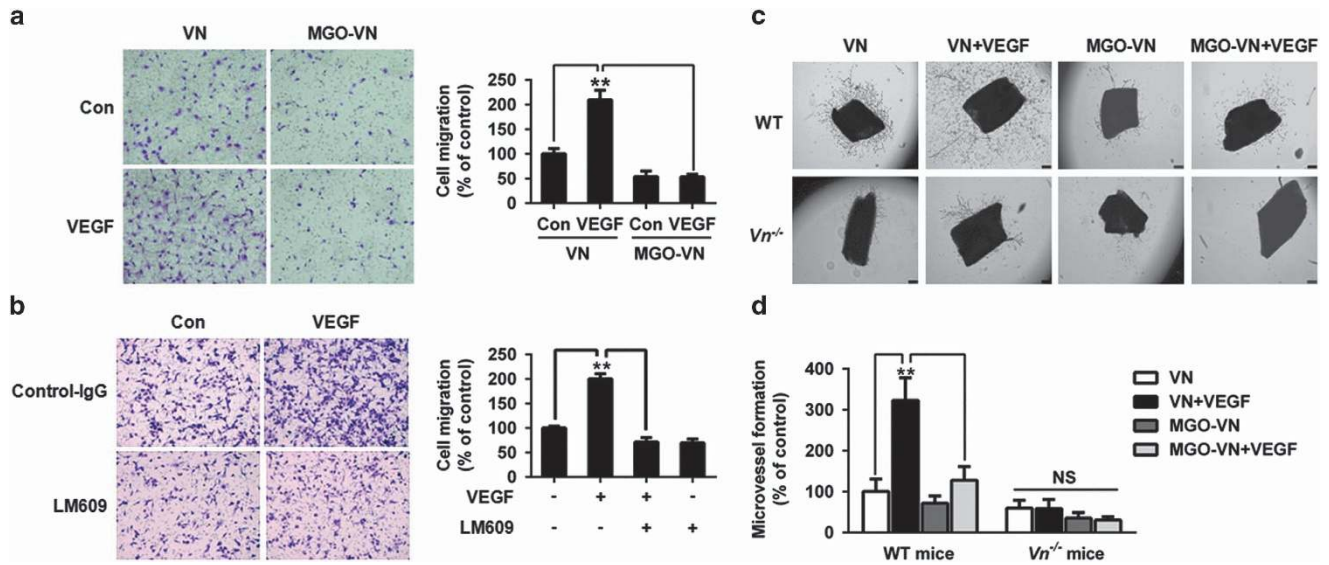 a
VN MGO-VN
Con
VEGF
Cell migration
(% of control)
250
200
150
100
50
0
**
Con VEGF Con VEGF
VN MGO-VN
b
Con VEGF
Control-IgG
LM609
Cell migration
(% of control)
250
200
150
100
50
0
**
VEGF - + + -
LM609 - - + +
c
VN VN+VEGF MGO-VN MGO-VN+VEGF
WT
Vn-/-
d
Microvessel formation
(% of control)
400
300
200
100
0
**
NS
WT mice Vn-/- mice
VN
VN+VEGF
MGO-VN
MGO-VN+VEGF